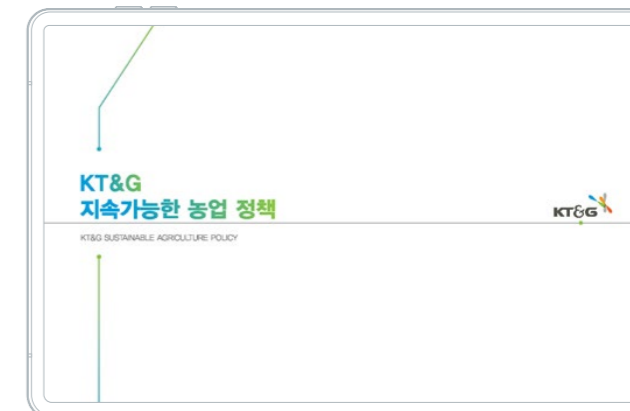 KT&G
지속가능한 농업 정책
KT&G SUSTAINABLE AGRICULTURE POLICY
KT&G